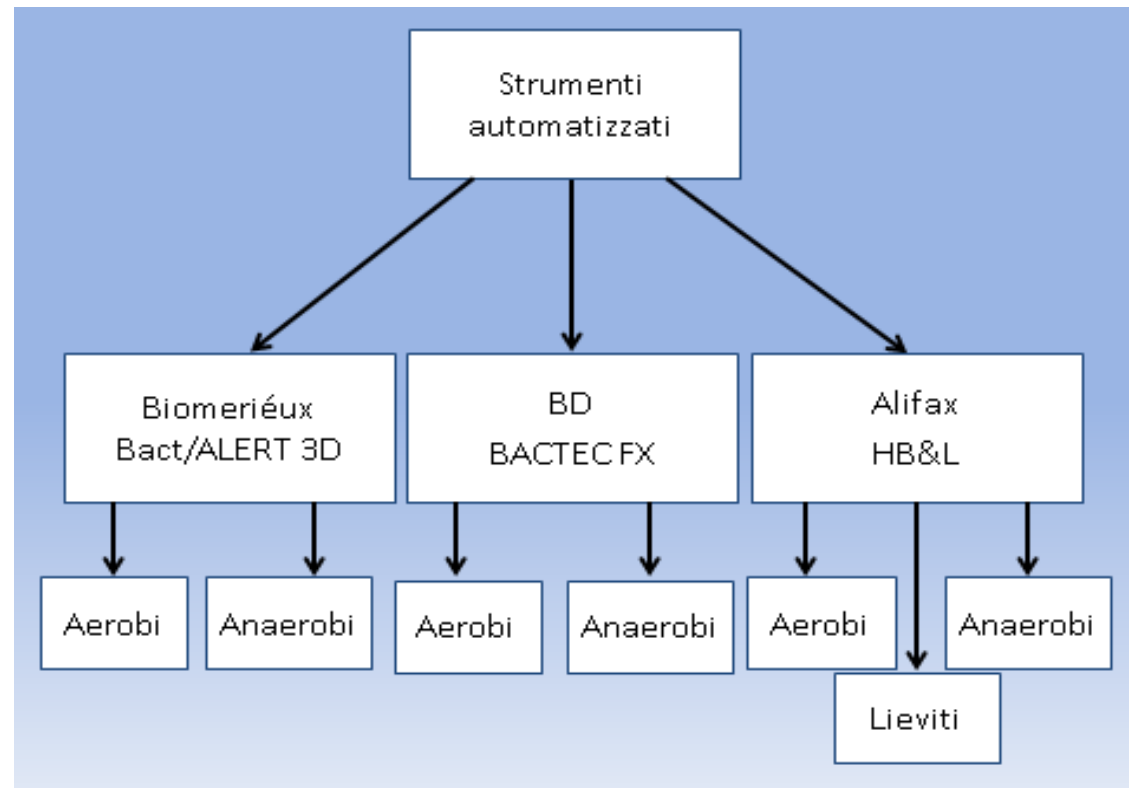 Strumenti
automatizzati
Biomeriéux
Bact/ALERT 3D
BD
BACTEC FX
Alifax
HB&L
Aerobi
Anaerobi
Aerobi
Anaerobi
Aerobi
Anaerobi
Lieviti